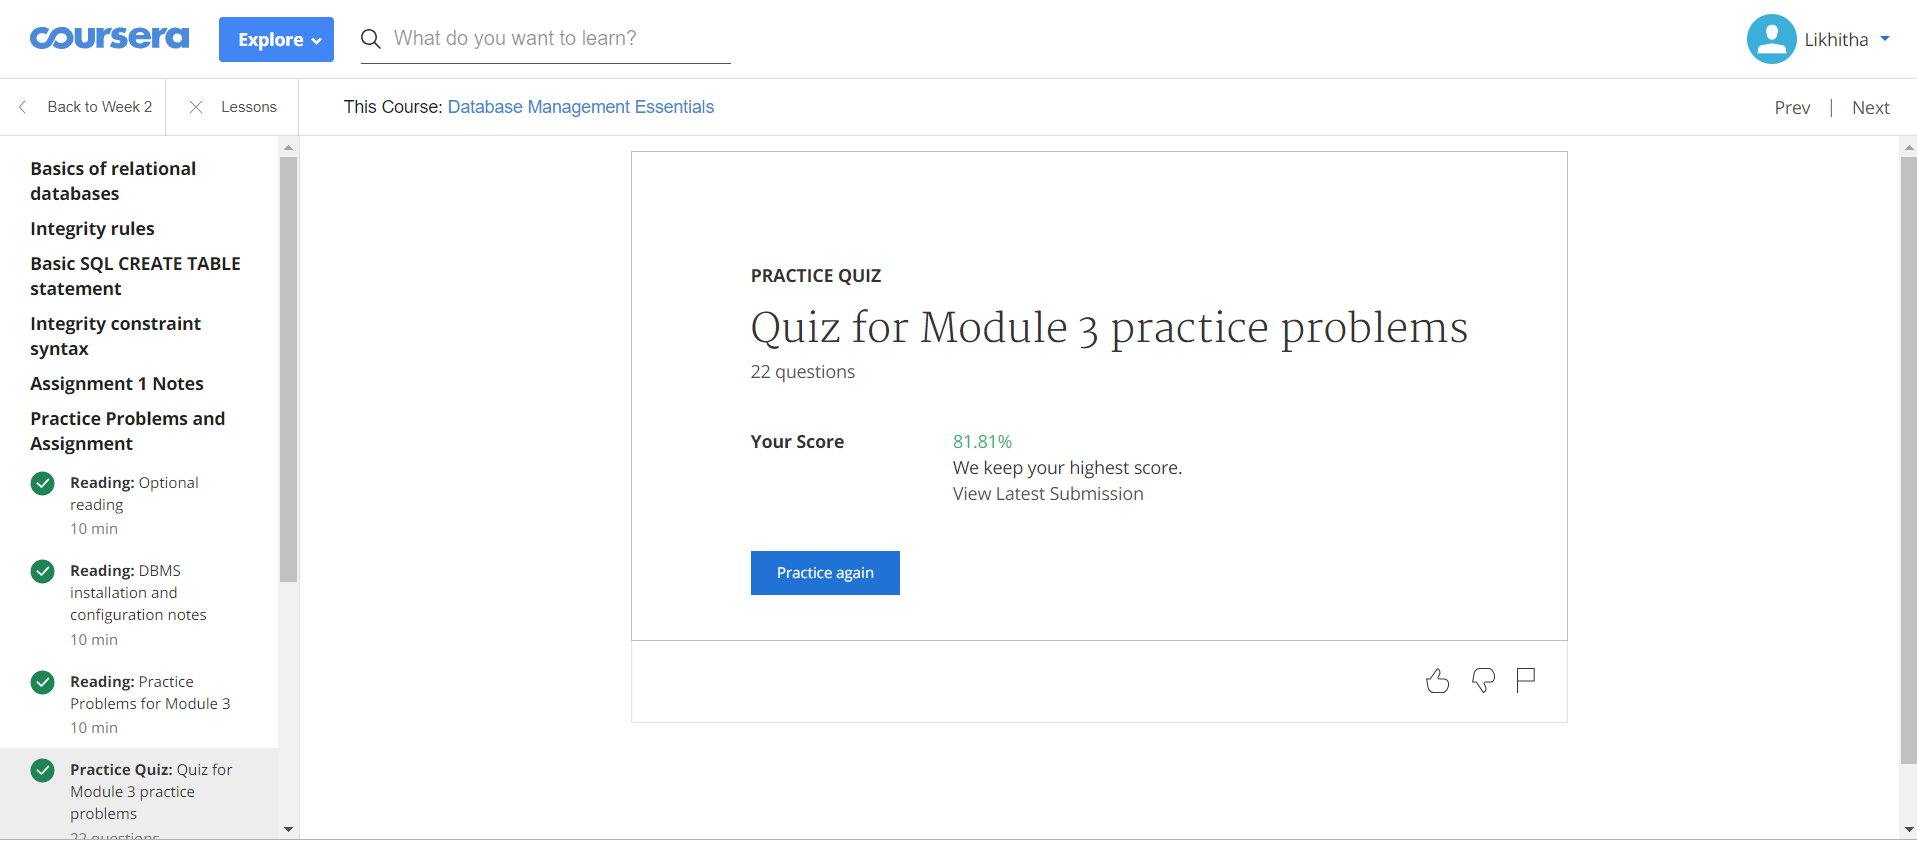 coursera
Explore
What do you want to learn?
Likhitha
Back to Week 2
Lessons
This Course: Database Management Essentials
Prev | Next
Basics of relational
databases
Integrity rules
Basic SQL CREATE TABLE
statement
Integrity constraint
syntax
Assignment 1 Notes
Practice Problems and
Assignment
Reading: Optional
reading
10 min
Reading: DBMS
installation and
configuration notes
10 min
Reading: Practice
Problems for Module 3
10 min
Practice Quiz: Quiz for
Module 3 practice
problems
22 questions
PRACTICE QUIZ
Quiz for Module 3 practice problems
22 questions
Your Score
81.81%
We keep your highest score.
View Latest Submission
Practice again